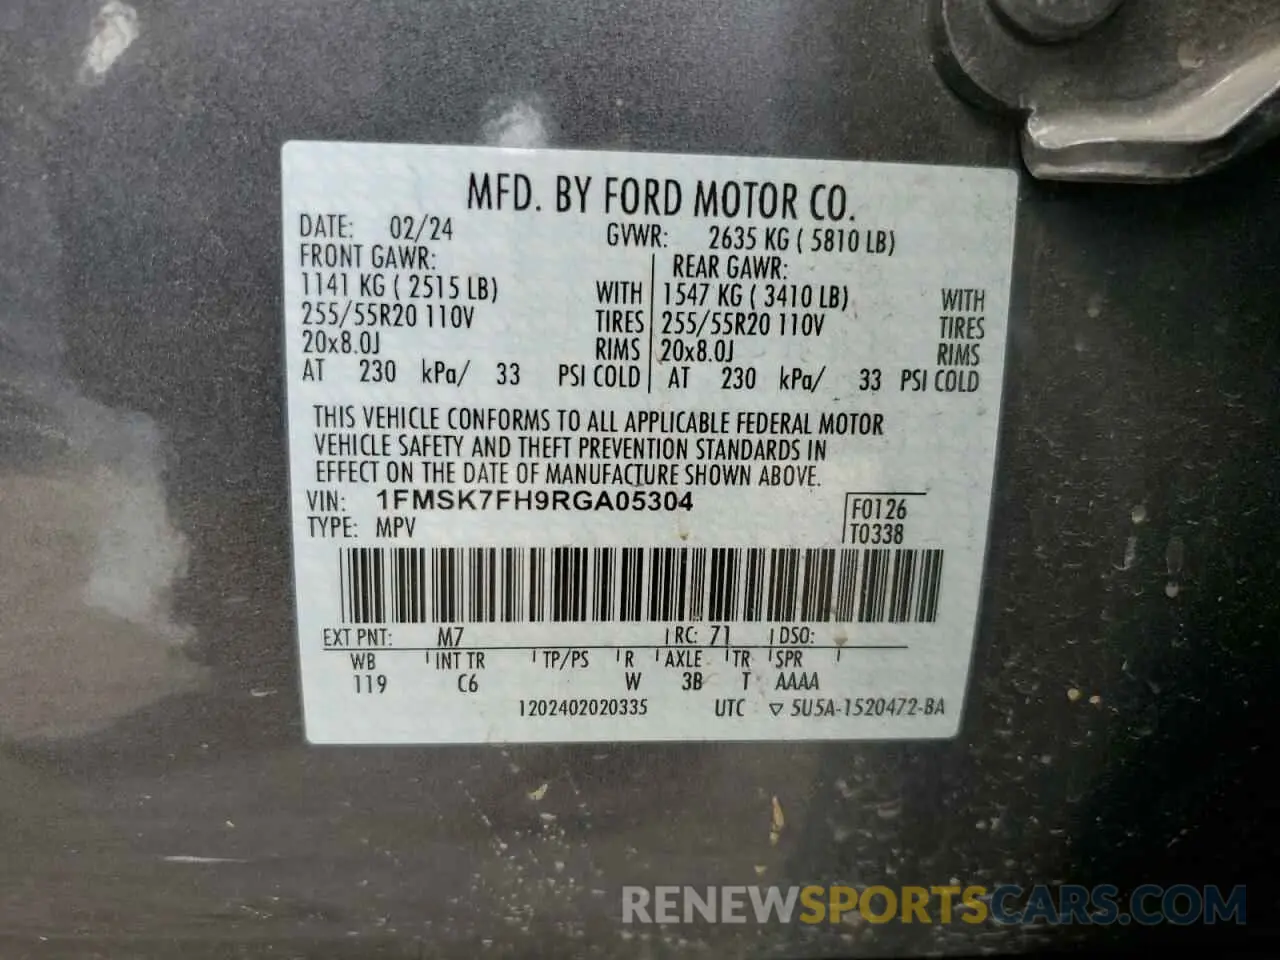 MFD. BY FORD MOTOR CO.
DATE: 02/24 GVWR: 2635 KG ( 5810 LB)
FRONT GAWR: REAR GAWR:
1141 KG ( 2515 LB) WITH 1547 KG ( 3410 LB) WITH
255/55R20 110V TIRES 255/55R20 110V TIRES
20x8.0J RIMS 20x8.0J RIMS
AT 230 kPa/ 33 PSI COLD AT 230 kPa/ 33 PSI COLD
THIS VEHICLE CONFORMS TO ALL APPLICABLE FEDERAL MOTOR
VEHICLE SAFETY AND THEFT PREVENTION STANDARDS IN
EFFECT ON THE DATE OF MANUFACTURE SHOWN ABOVE.
VIN: 1FMSK7FH9RGA05304 F0126
TYPE: MPV T0338
EXT PNT: M7 RC: 71 DSO:
WB INT TR TP/PS R AXLE TR SPR
119 C6 W 3B T AAAA
1202402020335 UTC ▽ 5U5A-1520472-BA
RENEWSPORTSCARS.COM